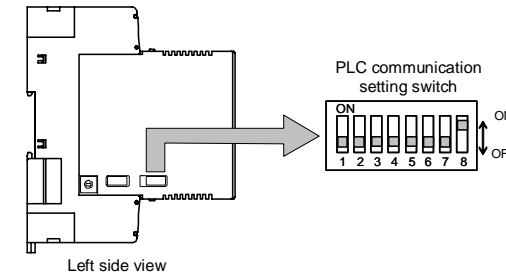 PLC communication
setting switch
ON
1 2 3 4 5 6 7 8
Left side view